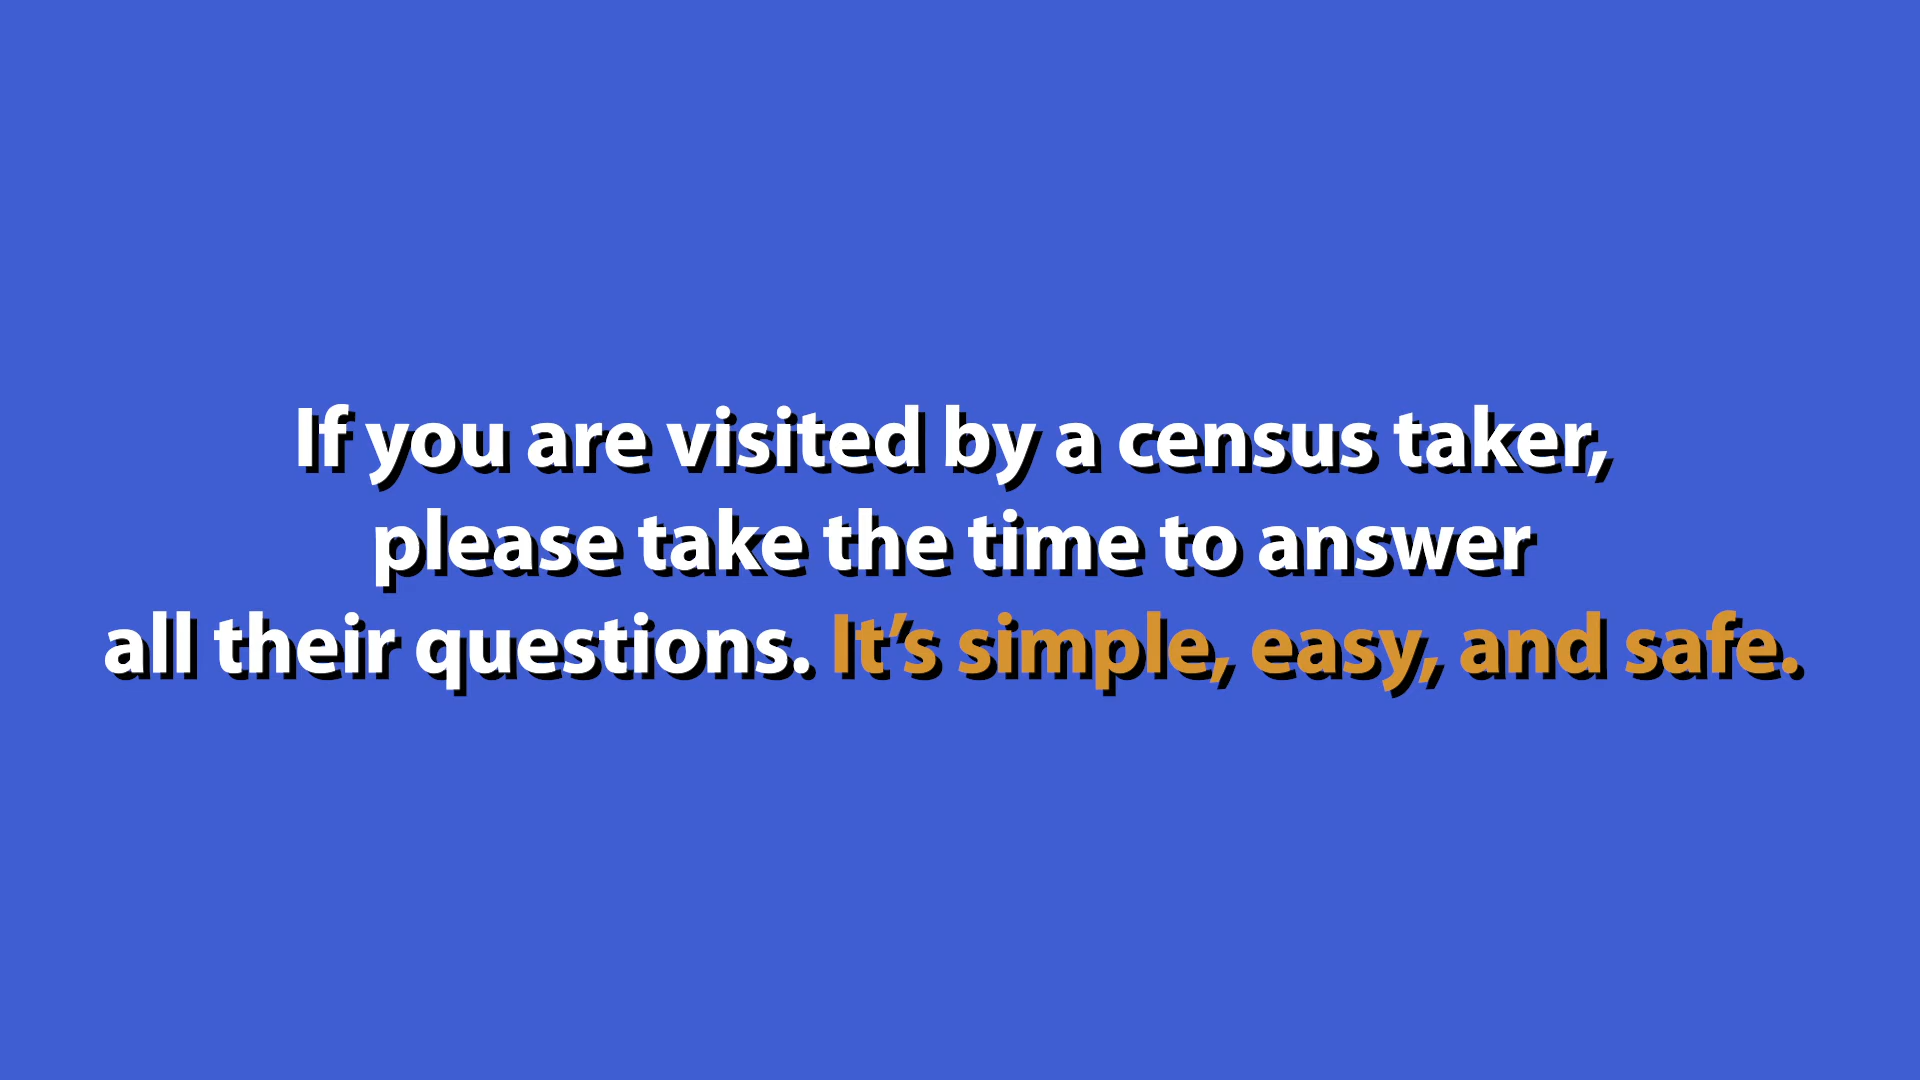 If you are visited by a census taker,
please take the time to answer
all their questions. It’s simple, easy, and safe.